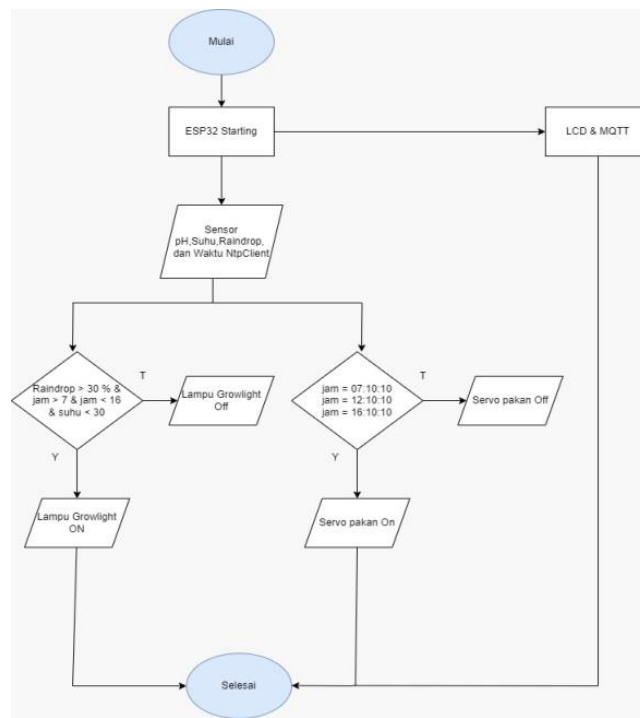 Mulai
ESP32 Starting
LCD & MQTT
Sensor
pH,Suhu,Raindrop,
dan Waktu NtpClient
Raindrop > 30 % &
jam > 7 & jam < 16
& suhu < 30
T
Lampu Growlight
Off
jam = 07:10:10
jam = 12:10:10
jam = 16:10:10
T
Servo pakan Off
Y
Y
Lampu Growlight
ON
Servo pakan On
Selesai